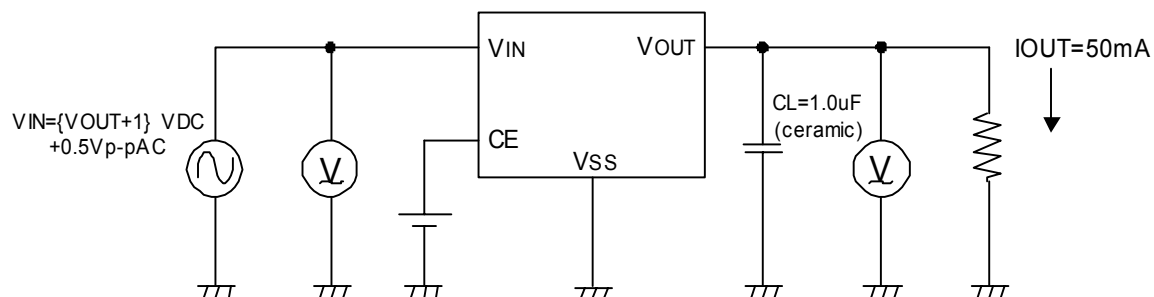 VIN
VOUT
IOUT=50mA
VIN={VOUT+1} VDC
+0.5Vp-pAC
V
CE
VSS
CL=1.0uF
(ceramic)
V